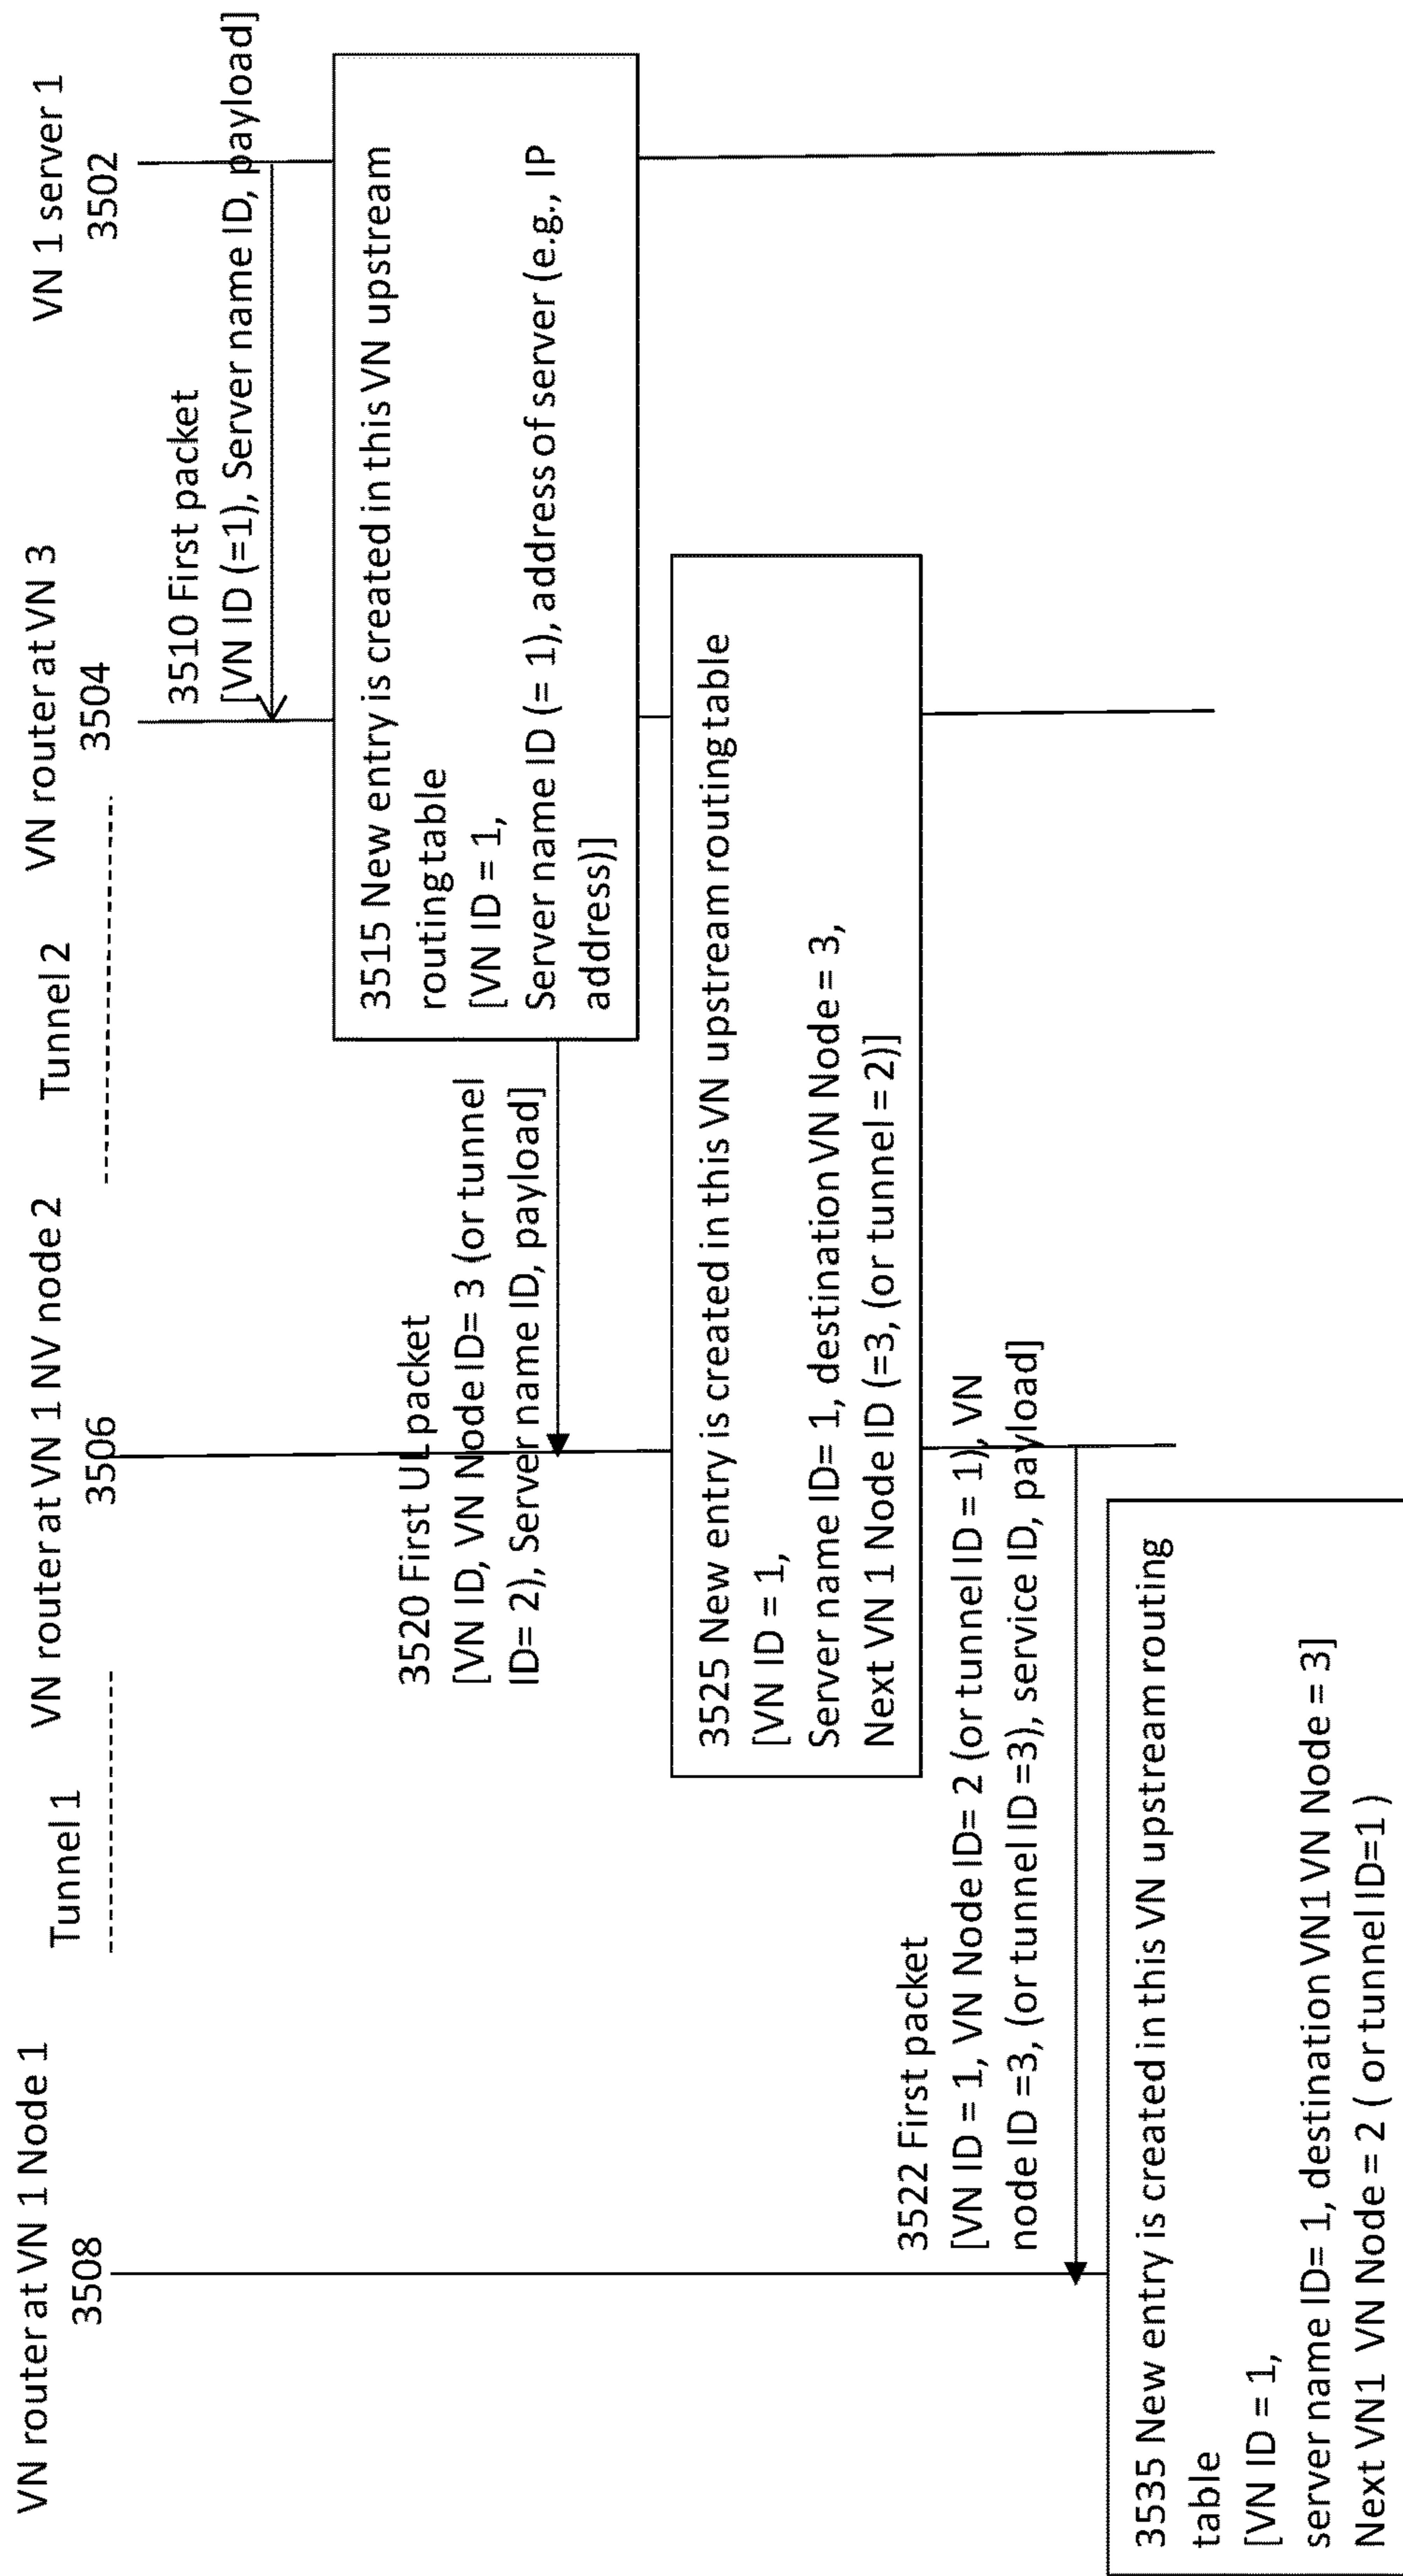 VN router at VN 1 Node 1
3508
Tunnel 1
VN router at VN 1 NV node 2
3506
Tunnel 2
VN router at VN 3
3504
VN 1 server 1
3502
3510 First packet
[VN ID (=1), Server name ID, payload]
3515 New entry is created in this VN upstream
routing table
[VN ID = 1,
Server name ID (= 1), address of server (e.g., IP
address)]
3520 First UL packet
[VN ID, VN Node ID= 3 (or tunnel
ID= 2), Server name ID, payload]
3525 New entry is created in this VN upstream routing table
[VN ID = 1,
Server name ID= 1, destination VN Node = 3,
Next VN 1 Node ID (=3, (or tunnel = 2)]
3522 First packet
[VN ID = 1, VN Node ID= 2 (or tunnel ID = 1), VN
node ID =3, (or tunnel ID =3), service ID, payload]
3535 New entry is created in this VN upstream routing
table
[VN ID = 1,
server name ID= 1, destination VN1 VN Node = 3]
Next VN1 VN Node = 2 ( or tunnel ID=1 )